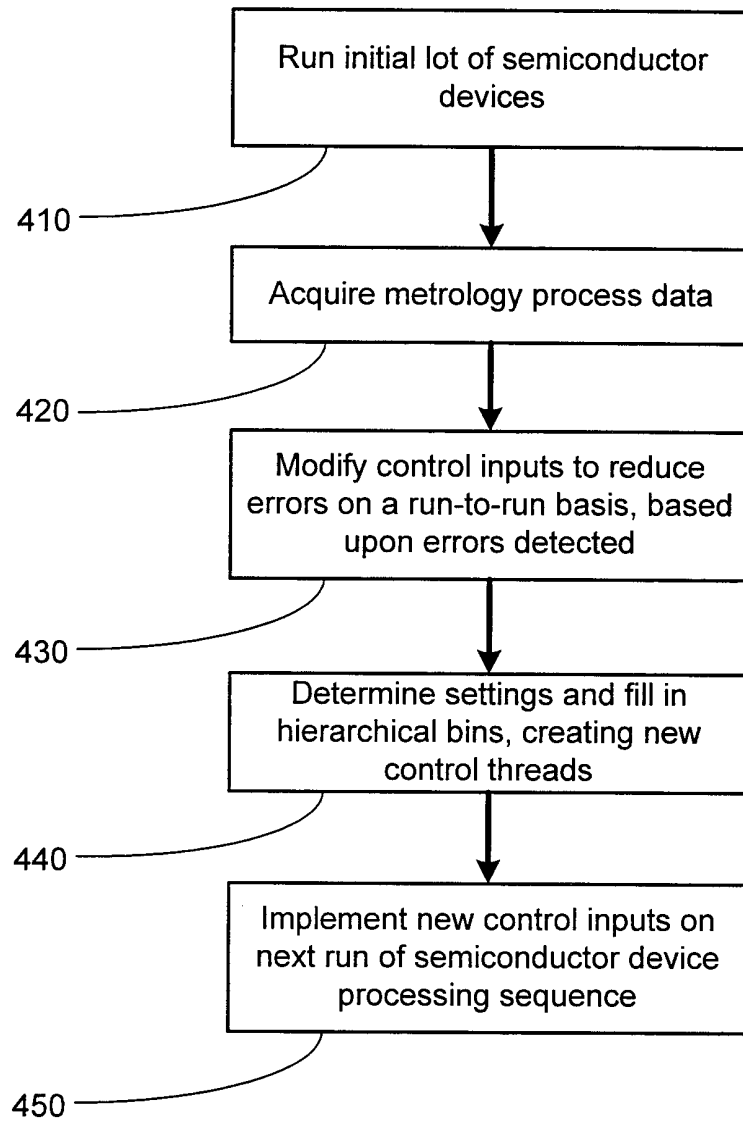 Run initial lot of semiconductor
devices
410
Acquire metrology process data
420
Modify control inputs to reduce
errors on a run-to-run basis, based
upon errors detected
430
Determine settings and fill in
hierarchical bins, creating new
control threads
440
Implement new control inputs on
next run of semiconductor device
processing sequence
450